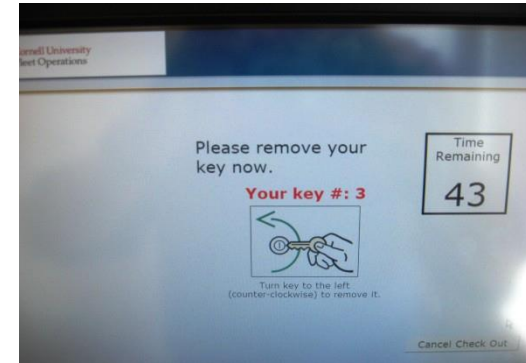 ornell University
leet Operations
Please remove your
key now.
Your key #: 3
Time
Remaining
43
Turn key to the left
(counter-clockwise) to remove it.
Cancel Check Out